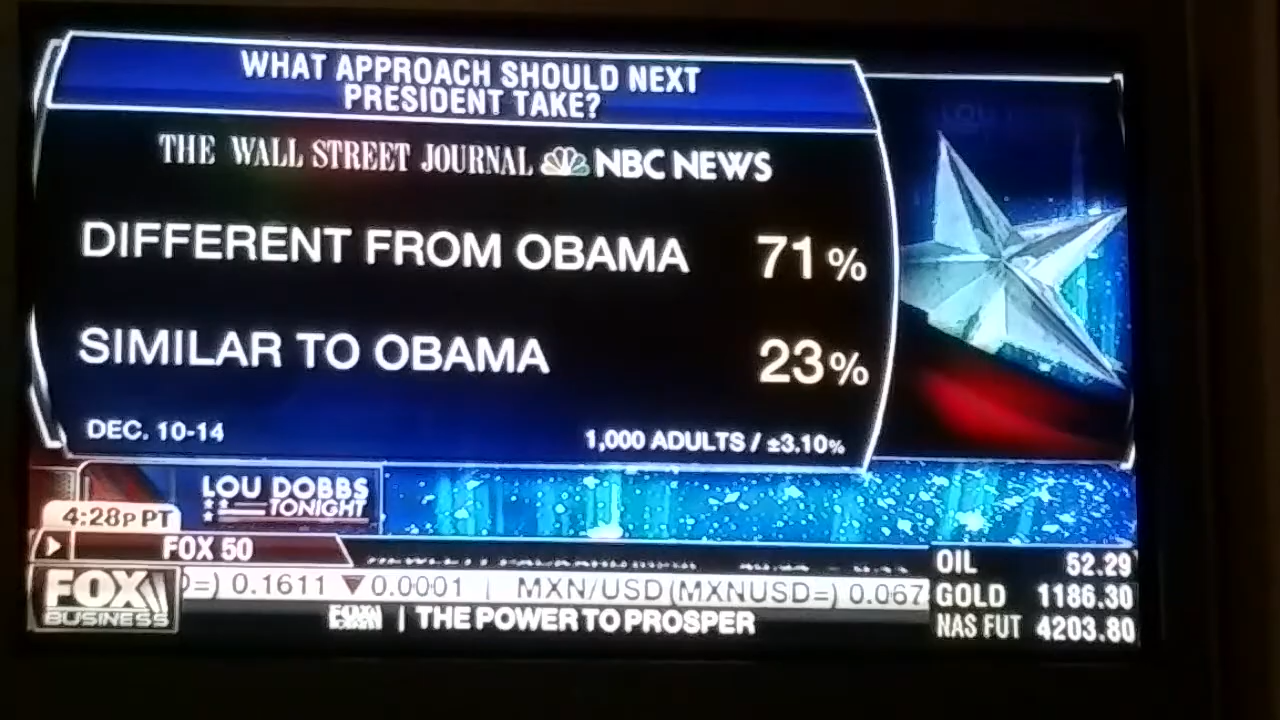 WHAT APPROACH SHOULD NEXT
PRESIDENT TAKE?
THE WALL STREET JOURNAL NBC NEWS
DIFFERENT FROM OBAMA 71%
SIMILAR TO OBAMA 23%
DEC. 10-14 1,000 ADULTS / ±3.10%
LOU DOBBS
TONIGHT
4:28P PT
FOX 50
OIL 52.29
=) 0.1611 ▼0.0001 | MXN/USD(MXNUSD=) 0.067
GOLD 1186.30
FOX
BUSINESS
| THE POWER TO PROSPER
NAS FUT 4203.80